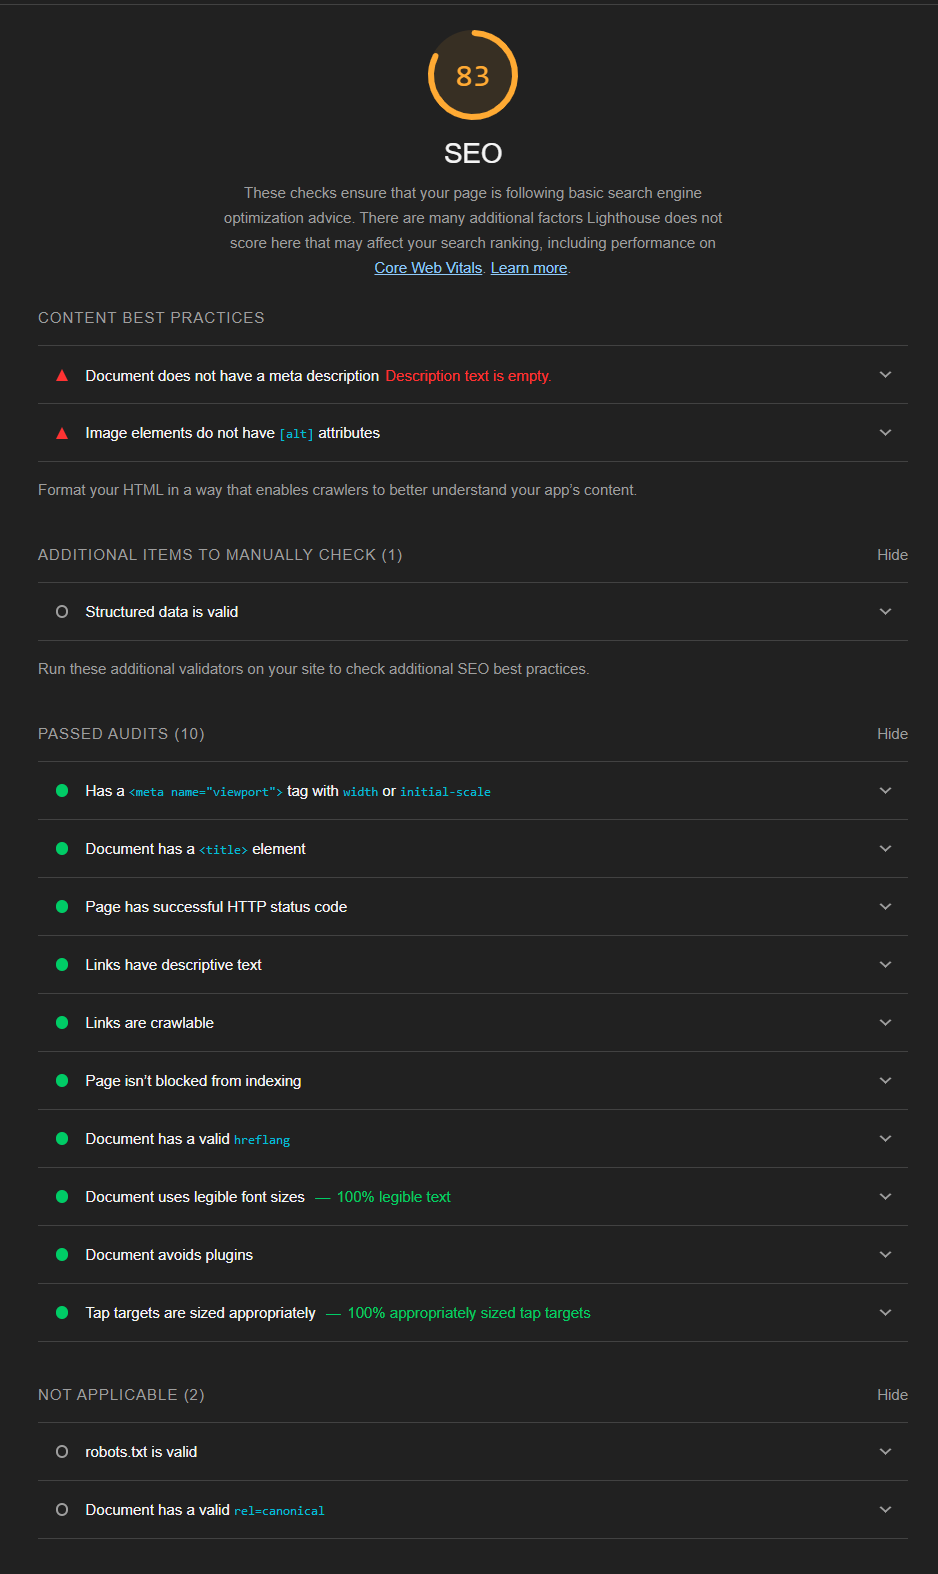 83
SEO
These checks ensure that your page is following basic search engine
optimization advice. There are many additional factors Lighthouse does not
score here that may affect your search ranking, including performance on
Core Web Vitals. Learn more.
CONTENT BEST PRACTICES
Document does not have a meta description Description text is empty.
Image elements do not have [alt] attributes
Format your HTML in a way that enables crawlers to better understand your app’s content.
ADDITIONAL ITEMS TO MANUALLY CHECK (1) Hide
Structured data is valid
Run these additional validators on your site to check additional SEO best practices.
PASSED AUDITS (10) Hide
Has a <meta name="viewport"> tag with width or initial-scale
Document has a <title> element
Page has successful HTTP status code
Links have descriptive text
Links are crawlable
Page isn’t blocked from indexing
Document has a valid hreflang
Document uses legible font sizes — 100% legible text
Document avoids plugins
Tap targets are sized appropriately — 100% appropriately sized tap targets
NOT APPLICABLE (2) Hide
robots.txt is valid
Document has a valid rel=canonical